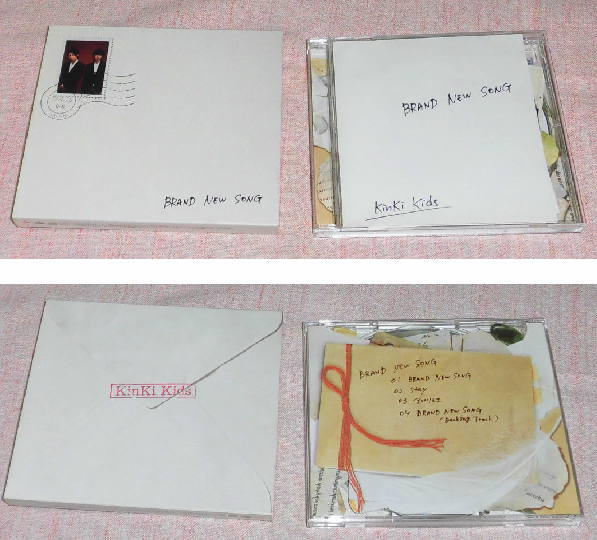 BRAND NEW SONG
BRAND NEW SONG
KinKi Kids
KinKi Kids
BRAND NEW SONG
01 BRAND NEW SONG
02 Stay
03
04 BRAND NEW SONG
(Backing Track)